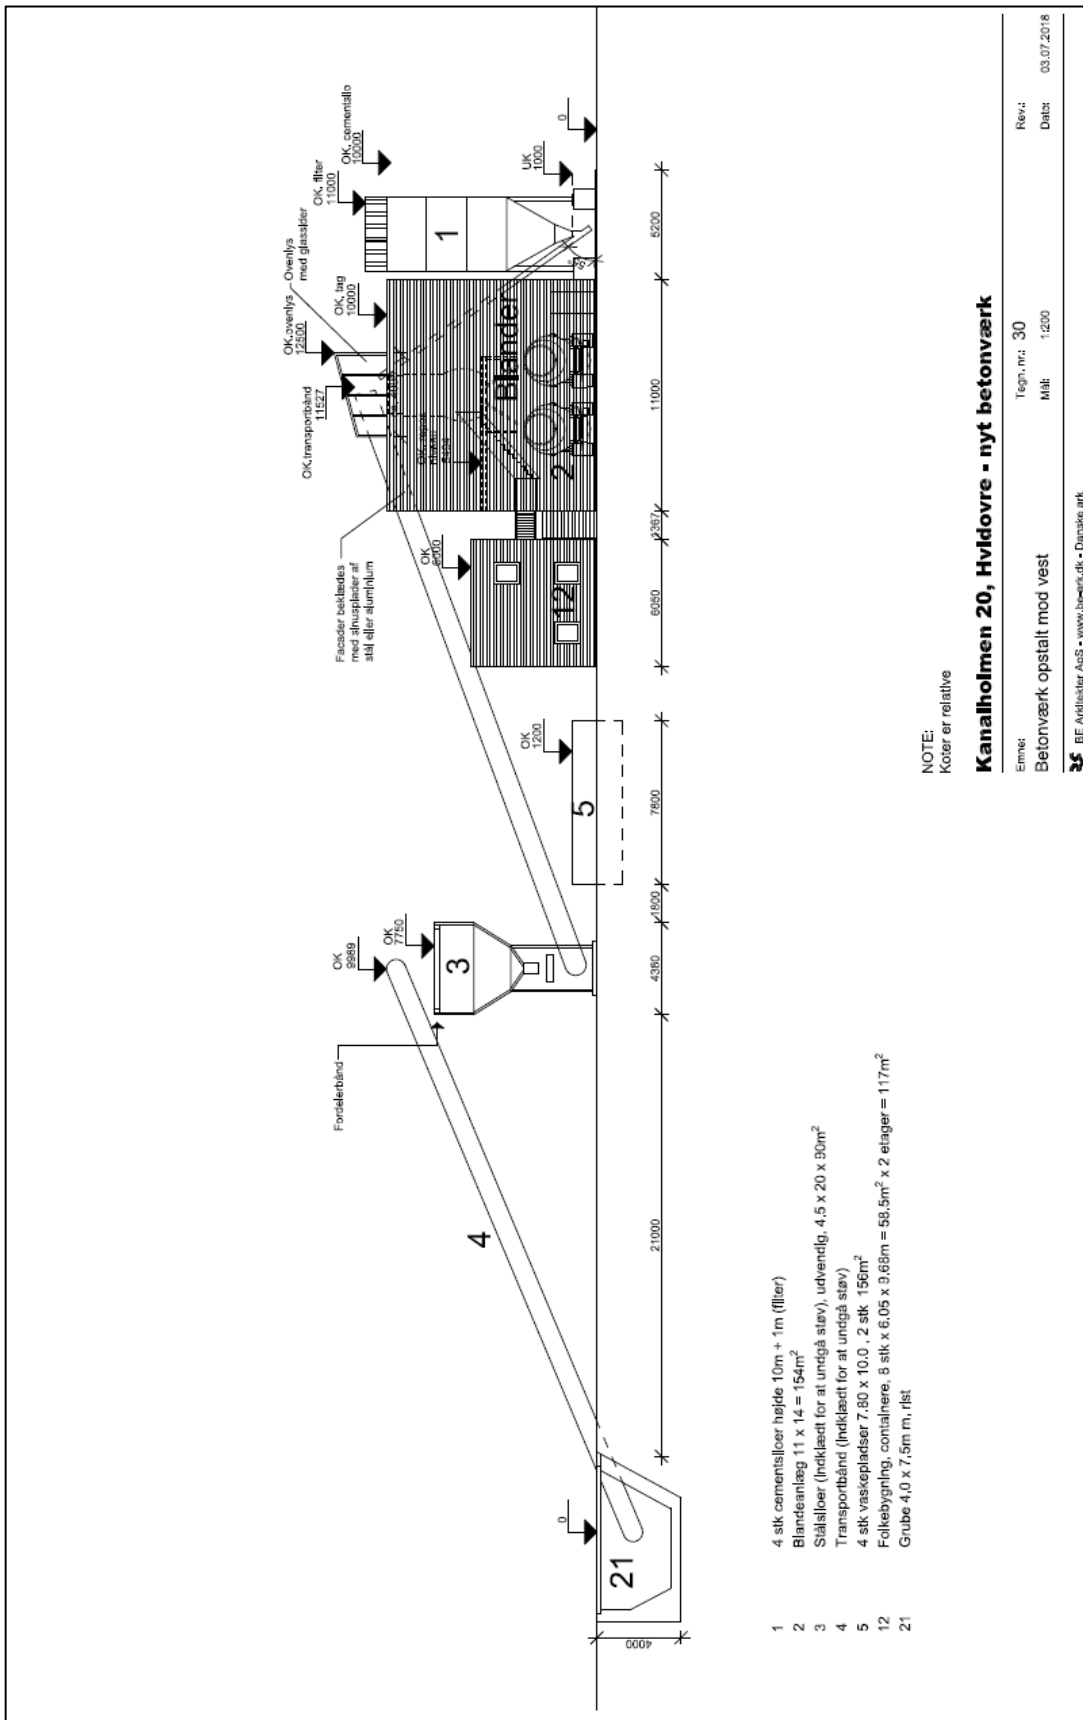 OK. cementsilo
10000
OK. filter
11000
Ovenlys
med glassider
OK.ovenlys
12500
OK. tag
10000
OK.transportbånd
11527
Facader beklædes
med sinusplader af
stål eller aluminium
OK
6000
OK
1200
OK
7750
OK
9989
Fordelerbånd
UK
1000
0
0
1
Blander
2
12
5
3
4
21
4000
21000
4380
1800
7800
6050
1367
11000
5200
1 4 stk cementsiloer højde 10m + 1m (filter)
2 Blandeanlæg 11 x 14 = 154m²
3 Stålsiloer (Indklædt for at undgå støv), udvendig, 4.5 x 20 x 90m²
4 Transportbånd (Indklædt for at undgå støv)
5 4 stk vaskepladser 7.80 x 10.0 , 2 stk 156m²
12 Folkebygning, containere, 8 stk x 6.05 x 9.68m = 58,5m² x 2 etager = 117m²
21 Grube 4,0 x 7,5m m. rist
NOTE:
Koter er relative
Kanalholmen 20, Hvidovre - nyt betonværk
Emne:
Tegn. nr.: 30
Rev.:
Betonværk opstalt mod vest
Mål: 1:200
Dato: 03.07.2018
BE Arkitekter ApS - www.be-ark.dk - Danske ark